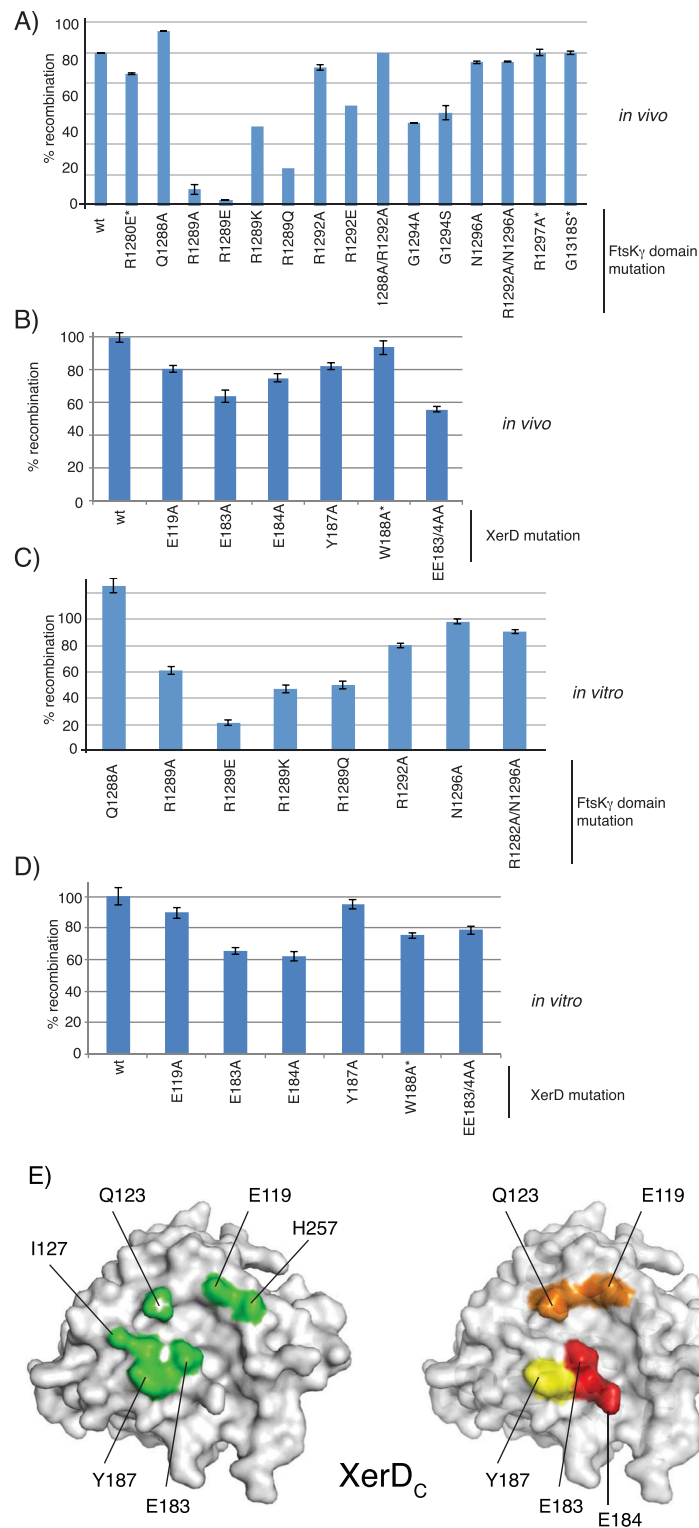 A)
% recombination
100
80
60
40
20
0
wt
R1280E*
Q1288A
R1289A
R1289E
R1289K
R1289Q
R1292A
R1292E
1288A/R1292A
G1294A
G1294S
N1296A
R1292A/N1296A
R1297A*
G1318S*
in vivo
FtsKγ domain
mutation
B)
% recombination
100
80
60
40
20
0
wt
E119A
E183A
E184A
Y187A
W188A*
EE183/4AA
in vivo
XerD mutation
C)
% recombination
100
80
60
40
20
0
Q1288A
R1289A
R1289E
R1289K
R1289Q
R1292A
N1296A
R1282A/N1296A
in vitro
FtsKγ domain
mutation
D)
% recombination
100
80
60
40
20
0
wt
E119A
E183A
E184A
Y187A
W188A*
EE183/4AA
in vitro
XerD mutation
E)
Q123
E119
H257
I127
Y187
E183
Q123
E119
Y187
E183
E184
XerDC